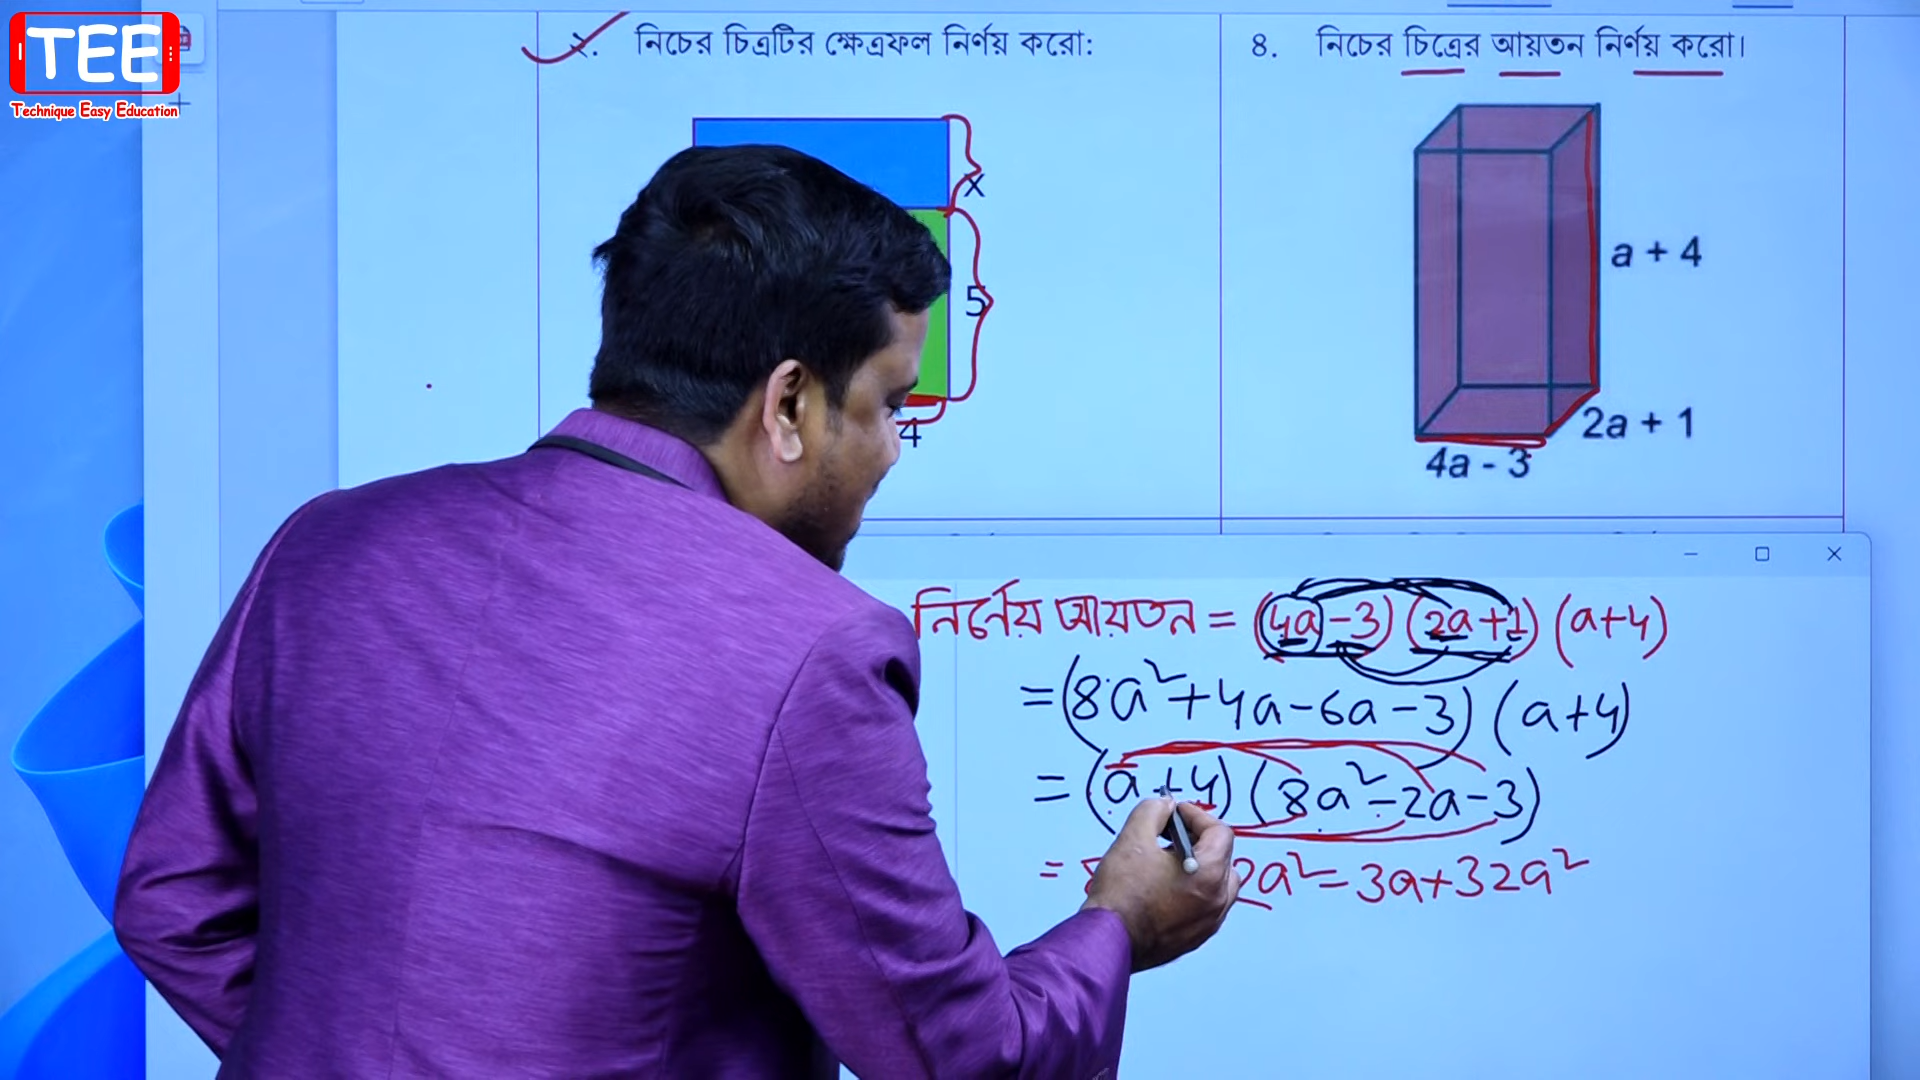 TEE
Technique Easy Education
নিচের চিত্রটির ক্ষেত্রফল নির্ণয় করো:
x
5
4
8. নিচের চিত্রের আয়তন নির্ণয় করো।
a + 4
2a + 1
4a - 3
নির্ণেয় আয়তন = (4a-3) (2a+1) (a+4)
=(8a²+4a-6a-3) (a+4)
= (a+4) (8a²-2a-3)
= 2a²-3a+32a²